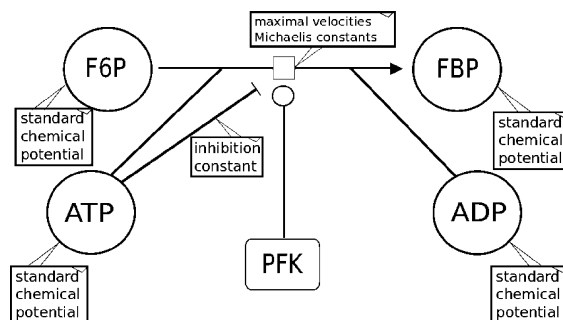 maximal velocities
Michaelis constants
F6P
FBP
standard
chemical
potential
standard
chemical
potential
inhibition
constant
ATP
ADP
PFK
standard
chemical
potential
standard
chemical
potential